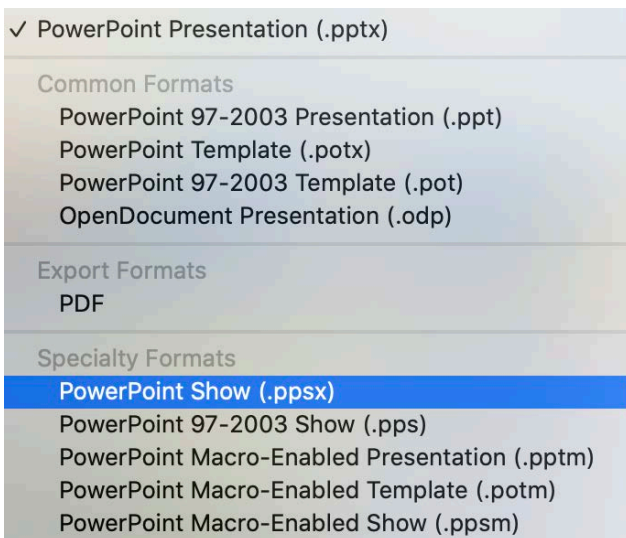 ✓ PowerPoint Presentation (.pptx)
Common Formats
PowerPoint 97-2003 Presentation (.ppt)
PowerPoint Template (.potx)
PowerPoint 97-2003 Template (.pot)
OpenDocument Presentation (.odp)
Export Formats
PDF
Specialty Formats
PowerPoint Show (.ppsx)
PowerPoint 97-2003 Show (.pps)
PowerPoint Macro-Enabled Presentation (.pptm)
PowerPoint Macro-Enabled Template (.potm)
PowerPoint Macro-Enabled Show (.ppsm)